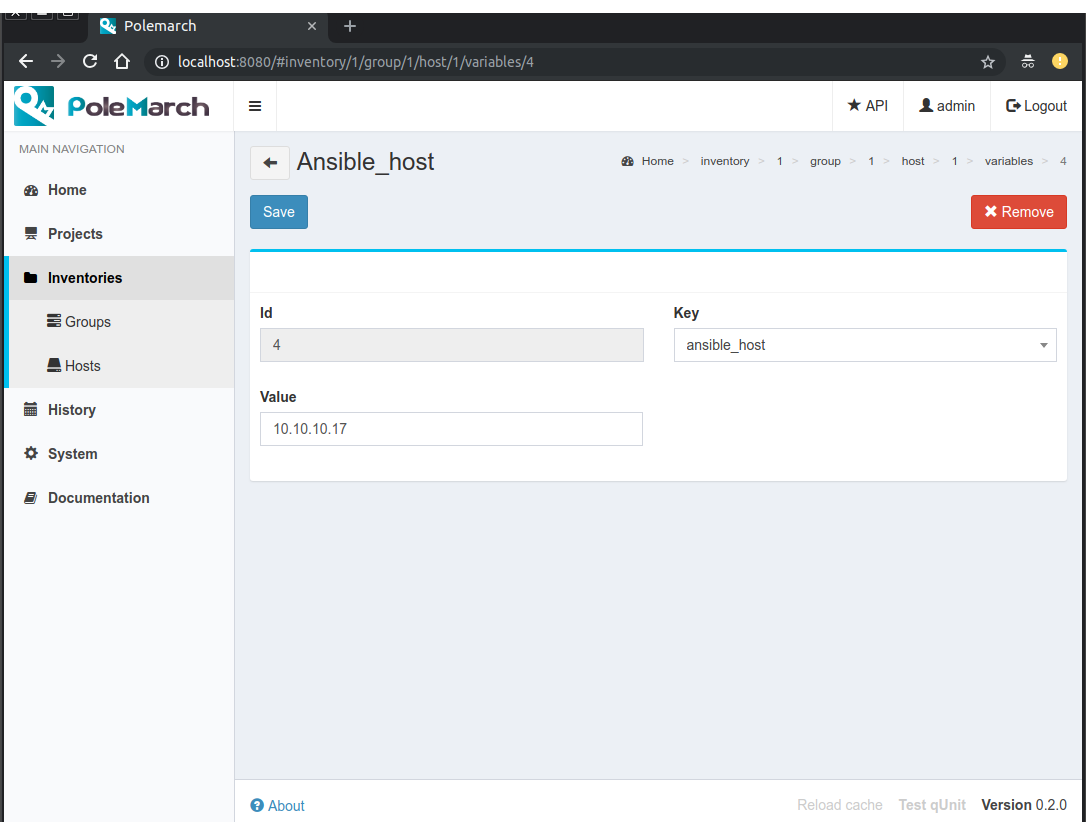 Polemarch
localhost:8080/#inventory/1/group/1/host/1/variables/4
PoleMarch
API
admin
Logout
MAIN NAVIGATION
Ansible_host
Home > inventory > 1 > group > 1 > host > 1 > variables > 4
Home
Save
Remove
Projects
Inventories
Id
Key
Groups
4
ansible_host
Hosts
Value
History
10.10.10.17
System
Documentation
About
Reload cache
Test qUnit
Version 0.2.0